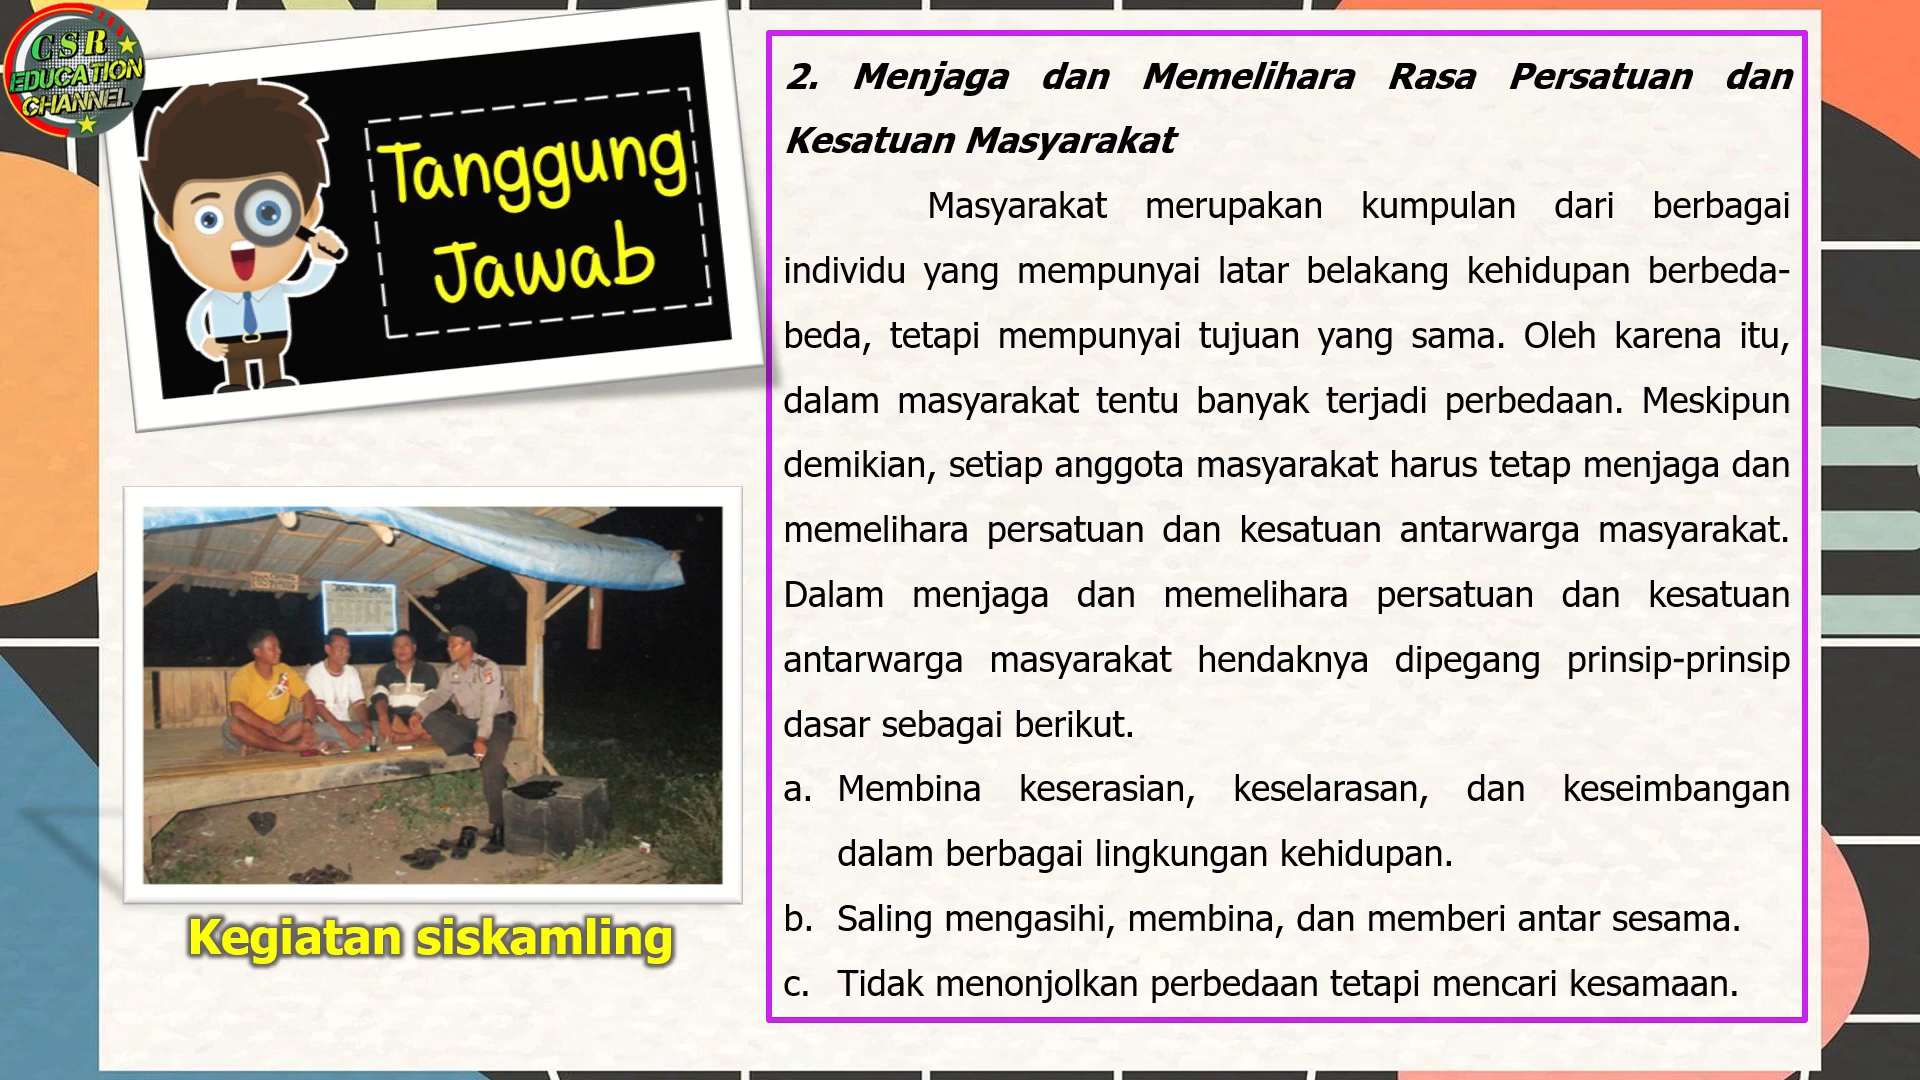 CSR
EDUCATION
CHANNEL
Tanggung
Jawab
Kegiatan siskamling
2. Menjaga dan Memelihara Rasa Persatuan dan
Kesatuan Masyarakat
Masyarakat merupakan kumpulan dari berbagai
individu yang mempunyai latar belakang kehidupan berbeda-
beda, tetapi mempunyai tujuan yang sama. Oleh karena itu,
dalam masyarakat tentu banyak terjadi perbedaan. Meskipun
demikian, setiap anggota masyarakat harus tetap menjaga dan
memelihara persatuan dan kesatuan antarwarga masyarakat.
Dalam menjaga dan memelihara persatuan dan kesatuan
antarwarga masyarakat hendaknya dipegang prinsip-prinsip
dasar sebagai berikut.
a. Membina keserasian, keselarasan, dan keseimbangan
dalam berbagai lingkungan kehidupan.
b. Saling mengasihi, membina, dan memberi antar sesama.
c. Tidak menonjolkan perbedaan tetapi mencari kesamaan.